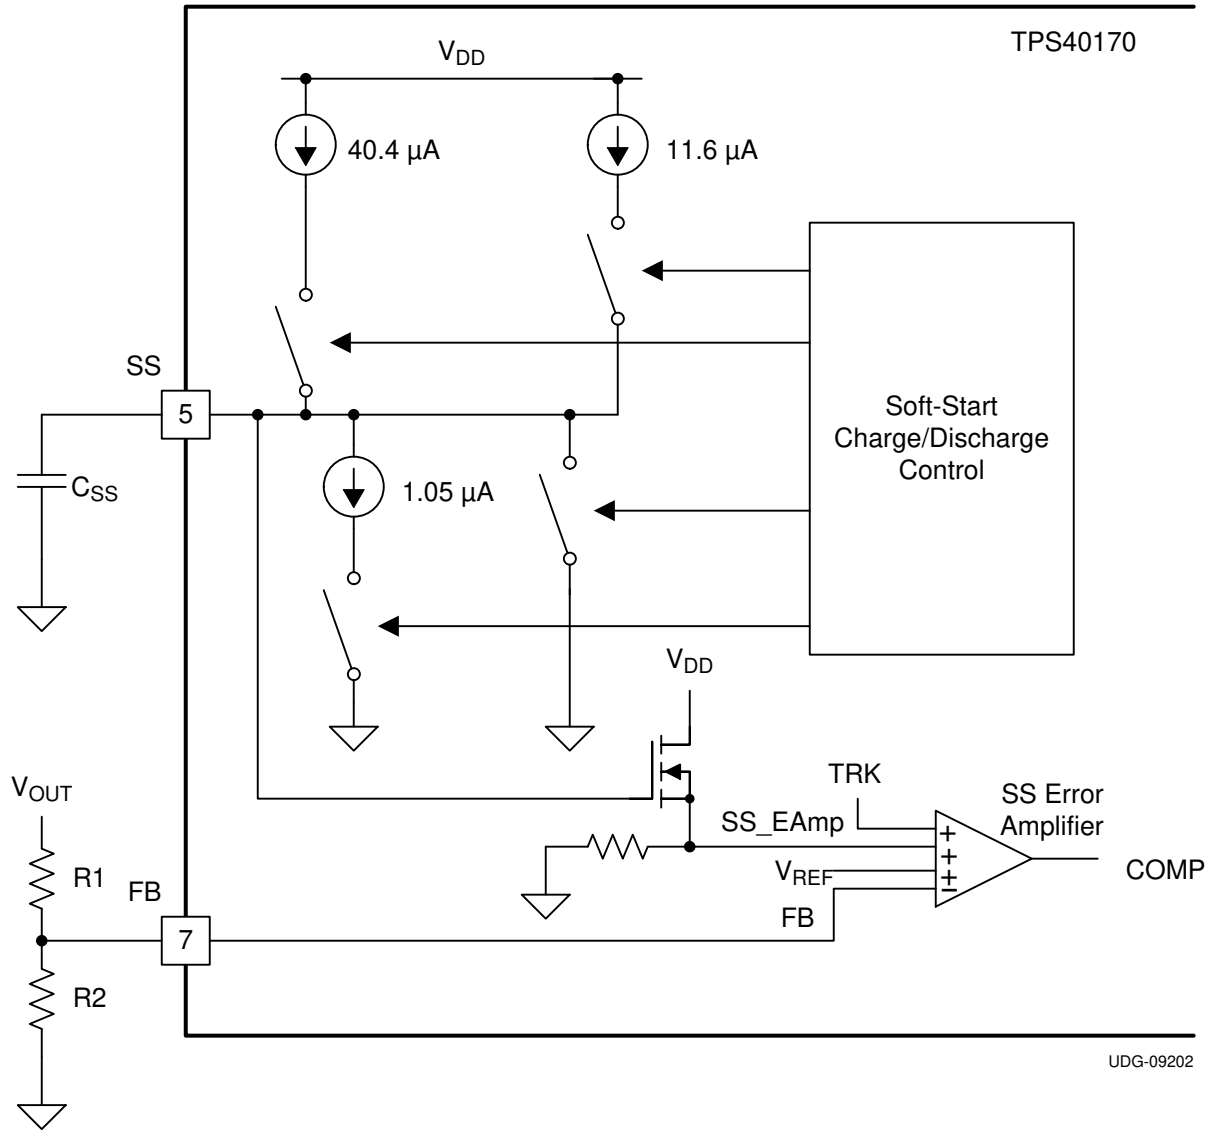 TPS40170
VDD
40.4 µA
11.6 µA
SS
5
Soft-Start
Charge/Discharge
Control
CSS
1.05 µA
VDD
VOUT
TRK
SS Error
Amplifier
SS_EAmp
+
+
+
−
VREF
COMP
R1
FB
FB
7
R2
UDG-09202